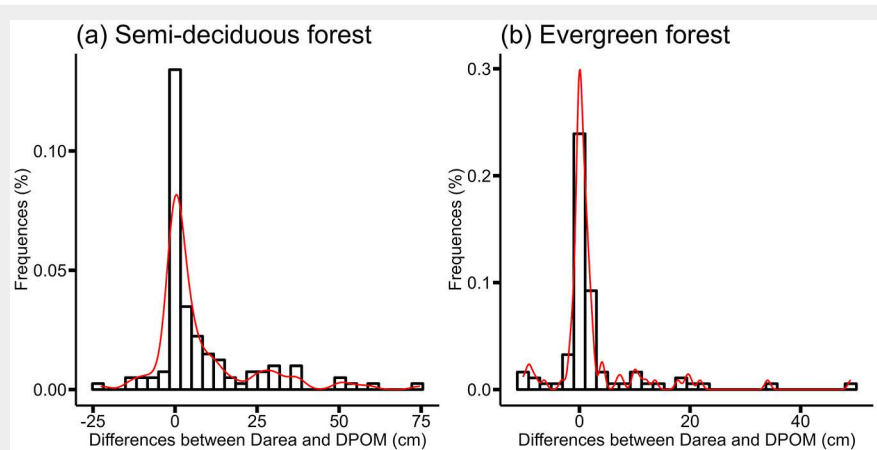 (a) Semi-deciduous forest
Frequences (%)
0.10
0.05
0.00
-25 0 25 50 75
Differences between Darea and DPOM (cm)
(b) Evergreen forest
Frequences (%)
0.3
0.2
0.1
0.0
0 20 40
Differences between Darea and DPOM (cm)